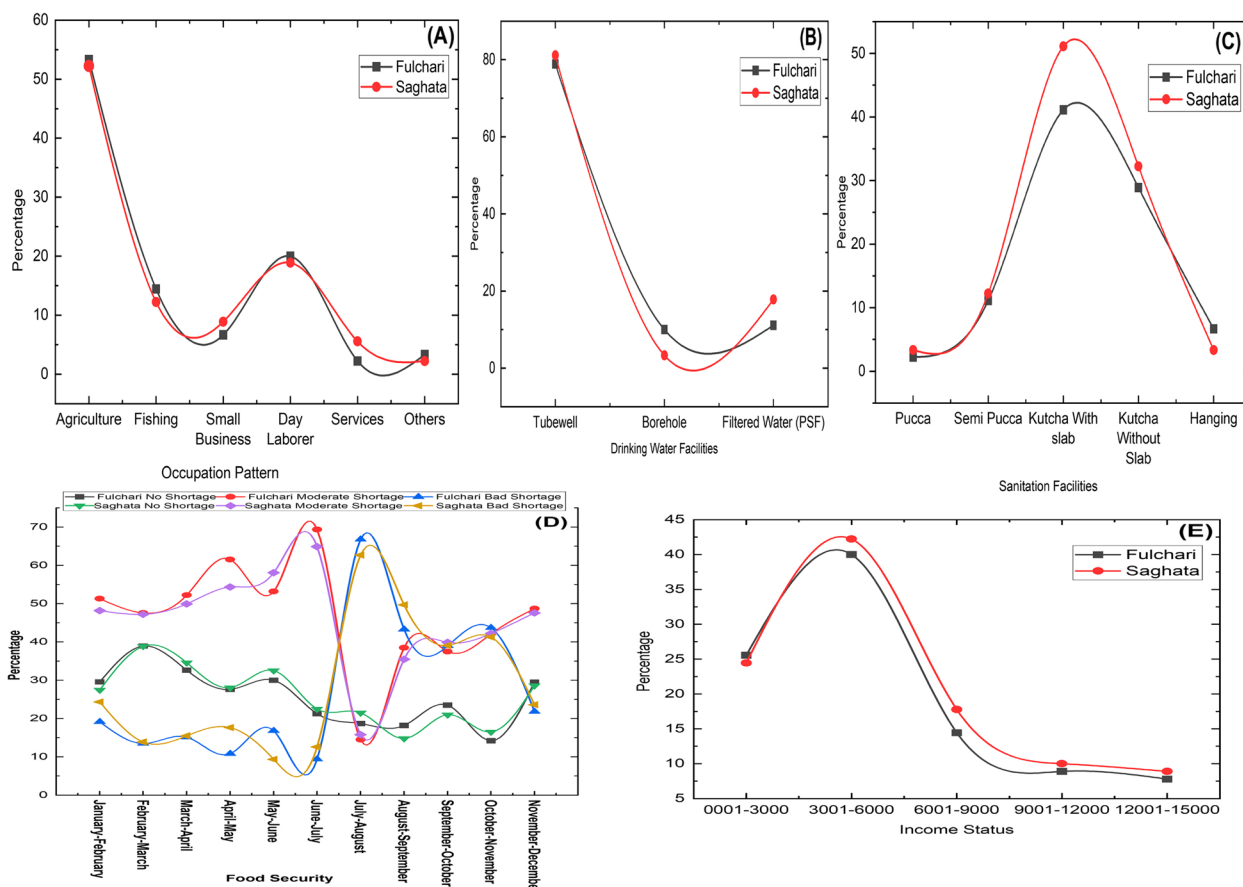 (A)
Fulchari
Saghata
60
50
40
30
20
10
0
Percentage
Agriculture Fishing Small Business Day Laborer Services Others
Occupation Pattern
(B)
Fulchari
Saghata
80
60
40
20
0
Percentage
Tubewell Borehole Filtered Water (PSF)
Drinking Water Facilities
(C)
Fulchari
Saghata
50
40
30
20
10
0
Percentage
Pucca Semi Pucca Kutcha With slab Kutcha Without Slab Hanging
Sanitation Facilities
Fulchari No Shortage Fulchari Moderate Shortage Fulchari Bad Shortage
Saghata No Shortage Saghata Moderate Shortage Saghata Bad Shortage
(D)
70
60
50
40
30
20
10
0
Percentage
January-February
February-March
March-April
April-May
May-June
June-July
July-August
August-September
September-October
October-November
November-December
Food Security
(E)
Fulchari
Saghata
45
40
35
30
25
20
15
10
5
Percentage
0001-3000 3001-6000 6001-9000 9001-12000 12001-15000
Income Status